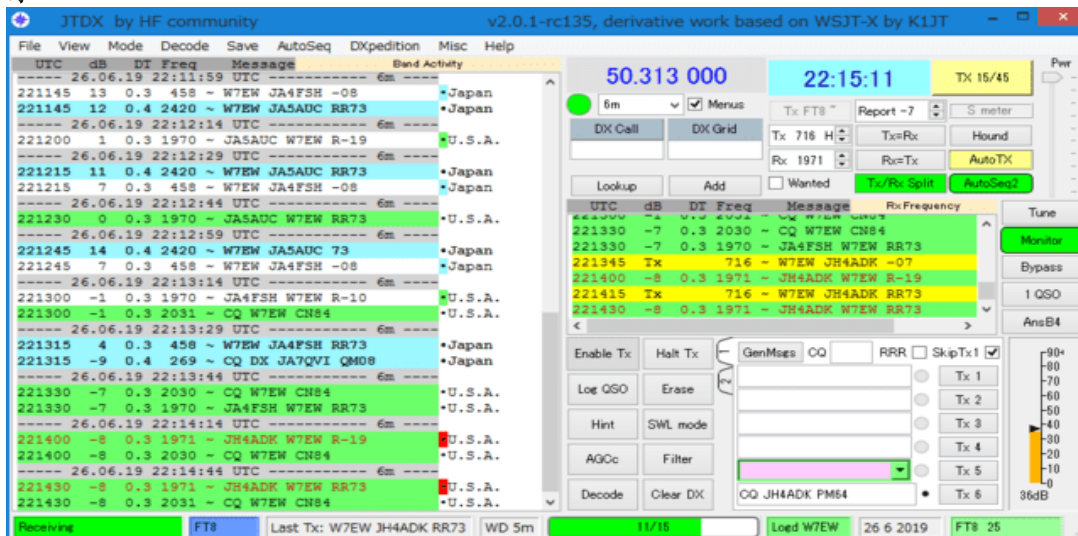 JTDX by HF community v2.0.1-rc135, derivative work based on WSJT-X by K1JT
File View Mode Decode Save AutoSeq DXpedition Misc Help
UTC dB DT Freq Message Band Activity
----- 26.06.19 22:11:59 UTC ----------- 6m ----
221145 13 0.3 458 ~ W7EW JA4FSH -08 •Japan
221145 12 0.4 2420 ~ W7EW JA5AUC RR73 •Japan
----- 26.06.19 22:12:14 UTC ----------- 6m ----
221200 1 0.3 1970 ~ JA5AUC W7EW R-19 •U.S.A.
----- 26.06.19 22:12:29 UTC ----------- 6m ----
221215 11 0.4 2420 ~ W7EW JA5AUC RR73 •Japan
221215 7 0.3 458 ~ W7EW JA4FSH -08 •Japan
----- 26.06.19 22:12:44 UTC ----------- 6m ----
221230 0 0.3 1970 ~ JA5AUC W7EW RR73 •U.S.A.
----- 26.06.19 22:12:59 UTC ----------- 6m ----
221245 14 0.4 2420 ~ W7EW JA5AUC 73 •Japan
221245 7 0.3 458 ~ W7EW JA4FSH -08 •Japan
----- 26.06.19 22:13:14 UTC ----------- 6m ----
221300 -1 0.3 1970 ~ JA4FSH W7EW R-10 •U.S.A.
221300 -1 0.3 2031 ~ CQ W7EW CN84 •U.S.A.
----- 26.06.19 22:13:29 UTC ----------- 6m ----
221315 4 0.3 458 ~ W7EW JA4FSH RR73 •Japan
221315 -9 0.4 269 ~ CQ DX JA7QVI QM08 •Japan
----- 26.06.19 22:13:44 UTC ----------- 6m ----
221330 -7 0.3 2030 ~ CQ W7EW CN84 •U.S.A.
221330 -7 0.3 1970 ~ JA4FSH W7EW RR73 •U.S.A.
----- 26.06.19 22:14:14 UTC ----------- 6m ----
221400 -8 0.3 1971 ~ JH4ADK W7EW R-19 •U.S.A.
221400 -8 0.3 2030 ~ CQ W7EW CN84 •U.S.A.
----- 26.06.19 22:14:44 UTC ----------- 6m ----
221430 -8 0.3 1971 ~ JH4ADK W7EW RR73 •U.S.A.
221430 -8 0.3 2031 ~ CQ W7EW CN84 •U.S.A.
50.313 000 22:15:11 TX 15/45 Pwr
6m Menus Tx FT8 ~ Report -7 S meter
DX Call DX Grid Tx 716 H Tx=Rx Hound
Rx 1971 Rx=Tx AutoTX
Lookup Add Wanted Tx/Rx Split AutoSeq2
UTC dB DT Freq Message Rx Frequency
221300 -1 0.3 2031 ~ CQ W7EW CN84
221330 -7 0.3 2030 ~ CQ W7EW CN84
221330 -7 0.3 1970 ~ JA4FSH W7EW RR73
221345 Tx 716 ~ W7EW JH4ADK -07
221400 -8 0.3 1971 ~ JH4ADK W7EW R-19
221415 Tx 716 ~ W7EW JH4ADK RR73
221430 -8 0.3 1971 ~ JH4ADK W7EW RR73
Tune
Monitor
Bypass
1 QSO
AnsB4
Enable Tx Halt Tx GenMsgs CQ RRR SkipTx1
Log QSO Erase Tx 1
Tx 2
Hint SWL mode Tx 3
Tx 4
AGCc Filter Tx 5
Decode Clear DX CQ JH4ADK PM64 Tx 6
-90
-80
-70
-60
-50
-40
-30
-20
-10
-0
36dB
Receiving FT8 Last Tx: W7EW JH4ADK RR73 WD 5m 11/15 Logd W7EW 26 6 2019 FT8 25